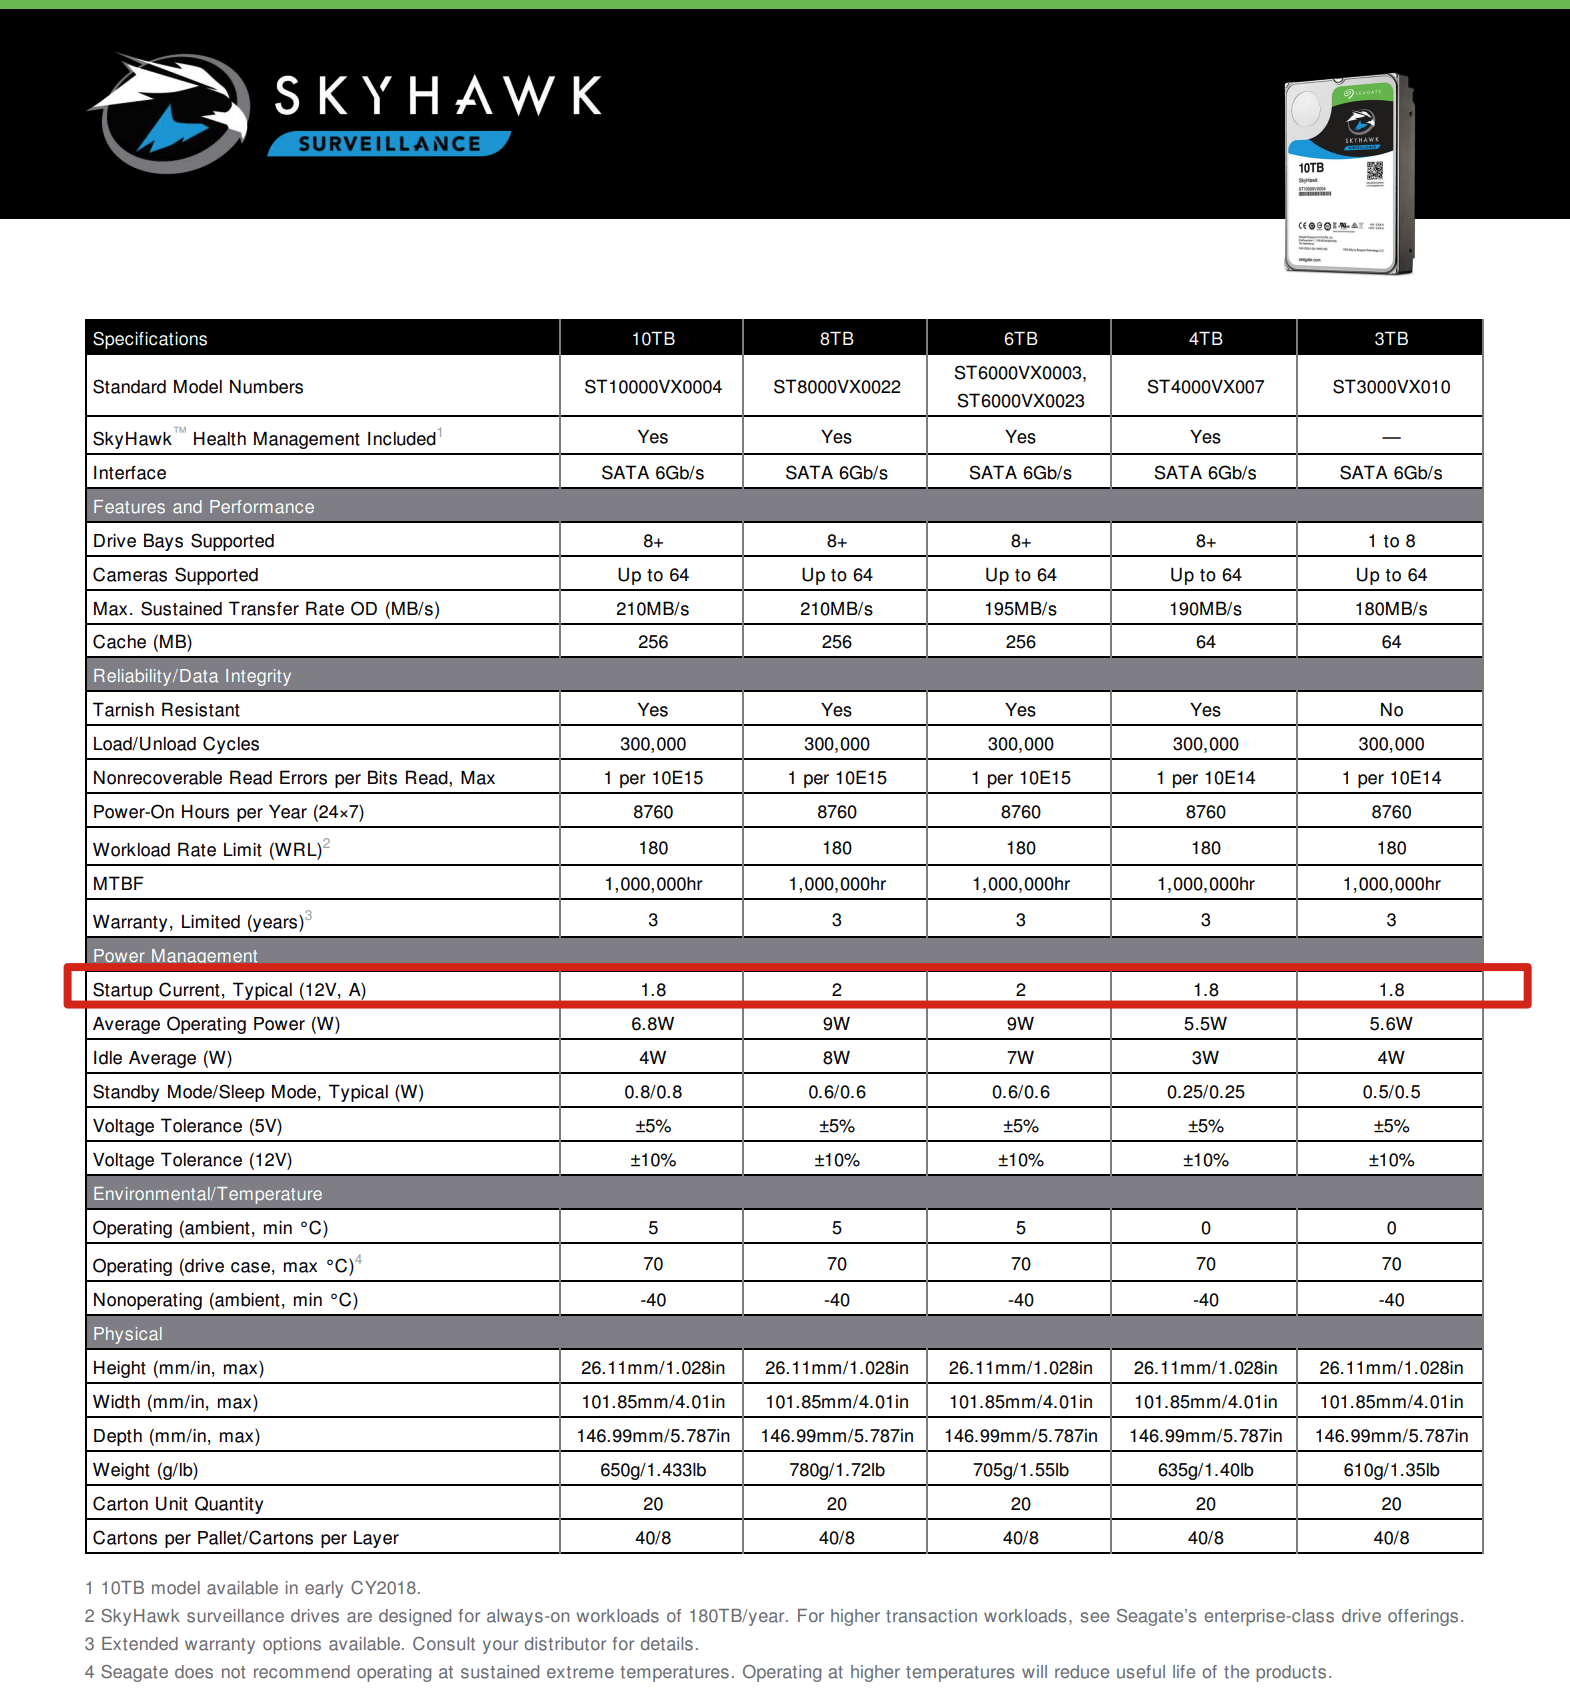 SKYHAWK
SURVEILLANCE
SEAGATE
SKYHAWK
SURVEILLANCE
10TB
SkyHawk
ST10000VX0004
seagate.com
Specifications 10TB 8TB 6TB 4TB 3TB
Standard Model Numbers ST10000VX0004 ST8000VX0022 ST6000VX0003, ST6000VX0023 ST4000VX007 ST3000VX010
SkyHawk™ Health Management Included1 Yes Yes Yes Yes —
Interface SATA 6Gb/s SATA 6Gb/s SATA 6Gb/s SATA 6Gb/s SATA 6Gb/s
Features and Performance
Drive Bays Supported 8+ 8+ 8+ 8+ 1 to 8
Cameras Supported Up to 64 Up to 64 Up to 64 Up to 64 Up to 64
Max. Sustained Transfer Rate OD (MB/s) 210MB/s 210MB/s 195MB/s 190MB/s 180MB/s
Cache (MB) 256 256 256 64 64
Reliability/Data Integrity
Tarnish Resistant Yes Yes Yes Yes No
Load/Unload Cycles 300,000 300,000 300,000 300,000 300,000
Nonrecoverable Read Errors per Bits Read, Max 1 per 10E15 1 per 10E15 1 per 10E15 1 per 10E14 1 per 10E14
Power-On Hours per Year (24×7) 8760 8760 8760 8760 8760
Workload Rate Limit (WRL)2 180 180 180 180 180
MTBF 1,000,000hr 1,000,000hr 1,000,000hr 1,000,000hr 1,000,000hr
Warranty, Limited (years)3 3 3 3 3 3
Power Management
Startup Current, Typical (12V, A) 1.8 2 2 1.8 1.8
Average Operating Power (W) 6.8W 9W 9W 5.5W 5.6W
Idle Average (W) 4W 8W 7W 3W 4W
Standby Mode/Sleep Mode, Typical (W) 0.8/0.8 0.6/0.6 0.6/0.6 0.25/0.25 0.5/0.5
Voltage Tolerance (5V) ±5% ±5% ±5% ±5% ±5%
Voltage Tolerance (12V) ±10% ±10% ±10% ±10% ±10%
Environmental/Temperature
Operating (ambient, min °C) 5 5 5 0 0
Operating (drive case, max °C)4 70 70 70 70 70
Nonoperating (ambient, min °C) -40 -40 -40 -40 -40
Physical
Height (mm/in, max) 26.11mm/1.028in 26.11mm/1.028in 26.11mm/1.028in 26.11mm/1.028in 26.11mm/1.028in
Width (mm/in, max) 101.85mm/4.01in 101.85mm/4.01in 101.85mm/4.01in 101.85mm/4.01in 101.85mm/4.01in
Depth (mm/in, max) 146.99mm/5.787in 146.99mm/5.787in 146.99mm/5.787in 146.99mm/5.787in 146.99mm/5.787in
Weight (g/lb) 650g/1.433lb 780g/1.72lb 705g/1.55lb 635g/1.40lb 610g/1.35lb
Carton Unit Quantity 20 20 20 20 20
Cartons per Pallet/Cartons per Layer 40/8 40/8 40/8 40/8 40/8
1 10TB model available in early CY2018.
2 SkyHawk surveillance drives are designed for always-on workloads of 180TB/year. For higher transaction workloads, see Seagate's enterprise-class drive offerings.
3 Extended warranty options available. Consult your distributor for details.
4 Seagate does not recommend operating at sustained extreme temperatures. Operating at higher temperatures will reduce useful life of the products.